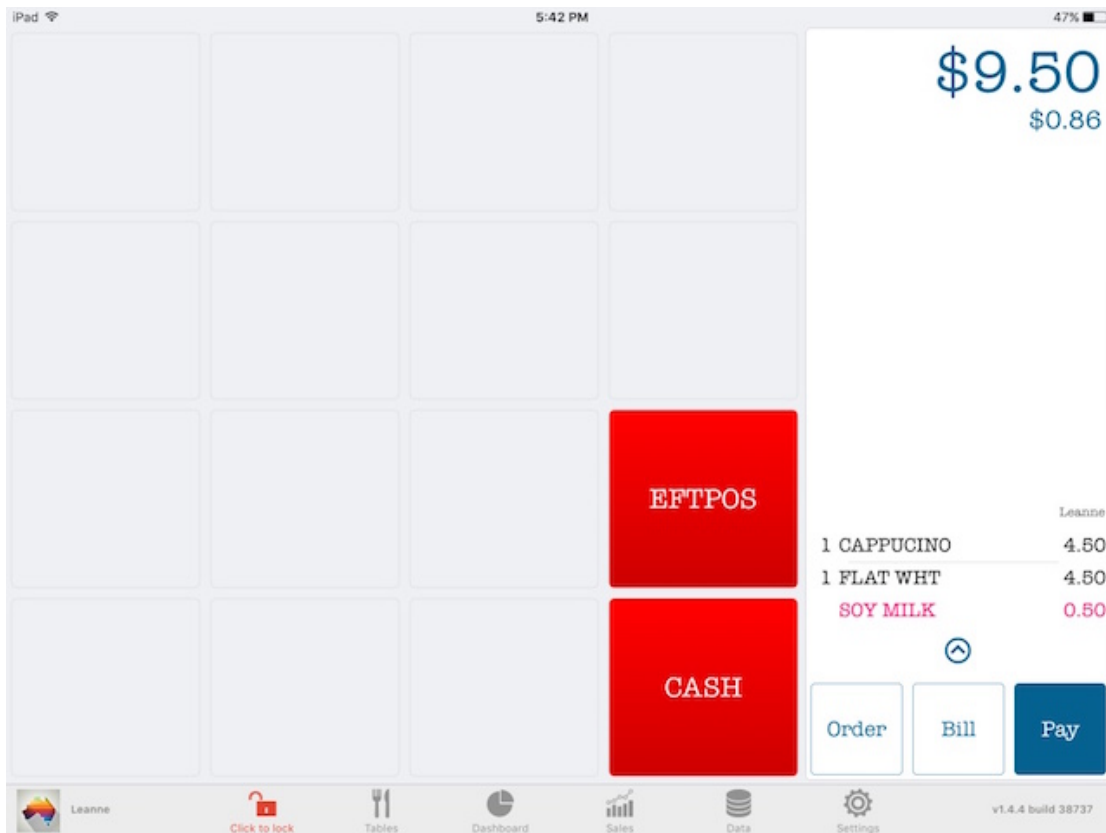 iPad 5:42 PM 47%
$9.50
$0.86
EFTPOS
Leanne
1 CAPPUCINO 4.50
1 FLAT WHT 4.50
SOY MILK 0.50
CASH
Order Bill Pay
Leanne Click to lock Tables Dashboard Sales Data Settings v1.4.4 build 38737